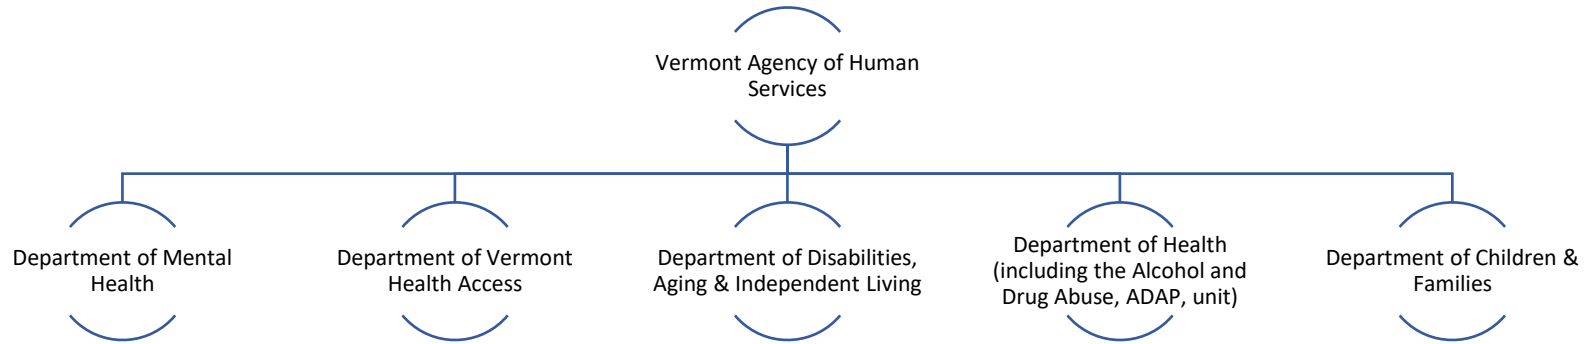 Vermont Agency of Human
Services
Department of Mental
Health
Department of Vermont
Health Access
Department of Disabilities,
Aging & Independent Living
Department of Health
(including the Alcohol and
Drug Abuse, ADAP, unit)
Department of Children &
Families